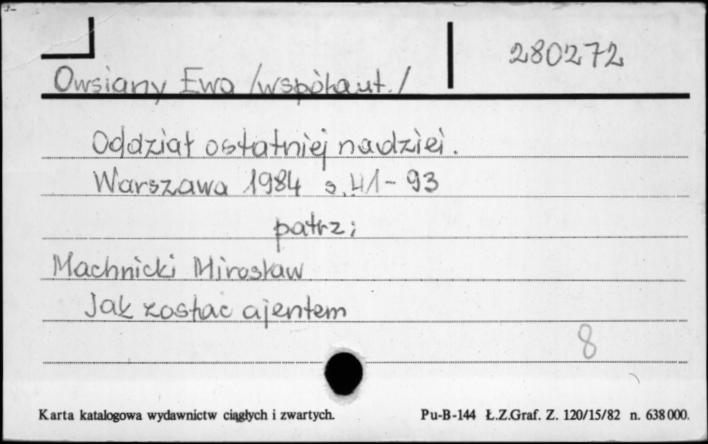 280272
Owsiany Ewa /współaut./
Oddział ostatniej nadziei.
Warszawa 1984 s. 41-93
patrz:
Machnicki Mirosław
Jak zostać ajentem
8
Karta katalogowa wydawnictw ciągłych i zwartych. Pu-B-144 Ł.Z.Graf. Z. 120/15/82 n. 638 000.